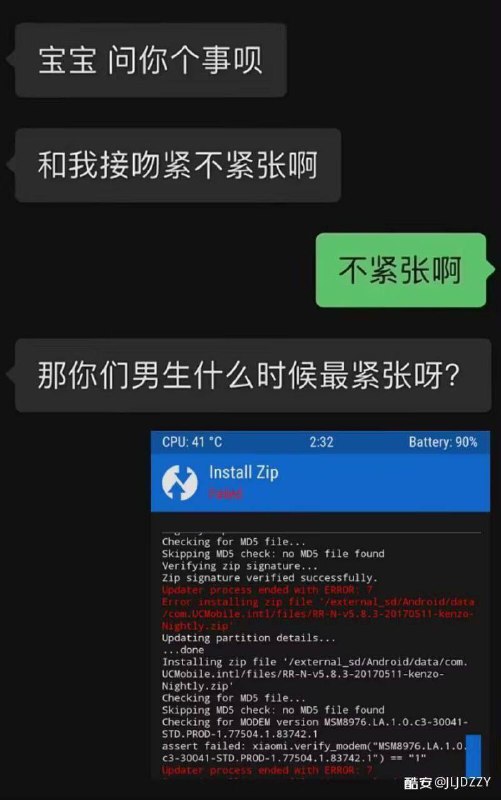 宝宝 问你个事呗
和我接吻紧不紧张啊
不紧张啊
那你们男生什么时候最紧张呀?
CPU: 41 °C 2:32 Battery: 90%
Install Zip
Failed
Checking for MD5 file...
Skipping MD5 check: no MD5 file found
Verifying zip signature...
Zip signature verified successfully.
Updater process ended with ERROR: 7
Error installing zip file '/external_sd/Android/data
/com.UCMobile.intl/files/RR-N-v5.8.3-20170511-kenzo-
Nightly.zip'
Updating partition details...
...done
Installing zip file '/external_sd/Android/data/com.
UCMobile.intl/files/RR-N-v5.8.3-20170511-kenzo-
Nightly.zip'
Checking for MD5 file...
Skipping MD5 check: no MD5 file found
Checking for MODEM version MSM8976.LA.1.0.c3-30041-
STD.PROD-1.77504.1.83742.1
assert failed: xiaomi.verify_modem("MSM8976.LA.1.0.
c3-30041-STD.PROD-1.77504.1.83742.1") == "1"
Updater process ended with ERROR: 7
酷安@JIJDZZY